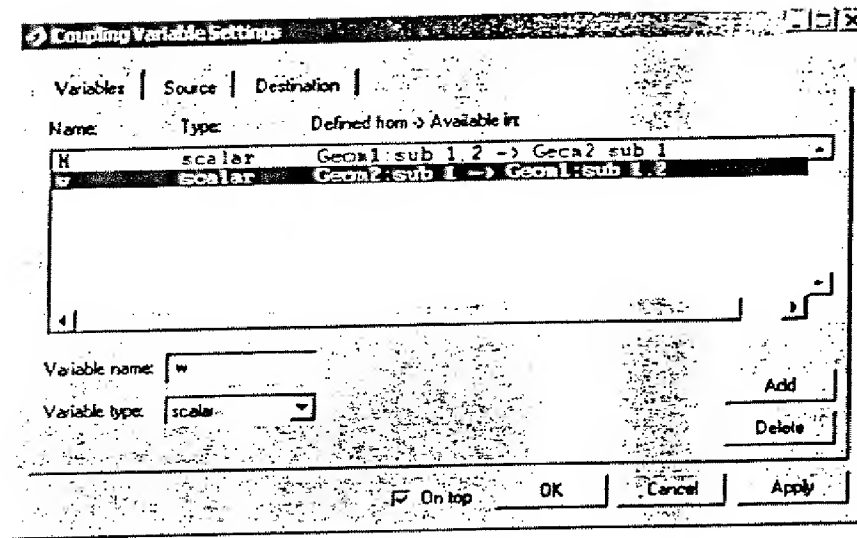 Coupling Variable Settings
Variables Source Destination
Name: Type: Defined from -> Available in:
M scalar Geom1:sub 1,2 -> Geom2 sub 1
w scalar Geom2:sub 1 -> Geom1:sub 1,2
Variable name: w
Variable type: scalar
Add
Delete
On top OK Cancel Apply